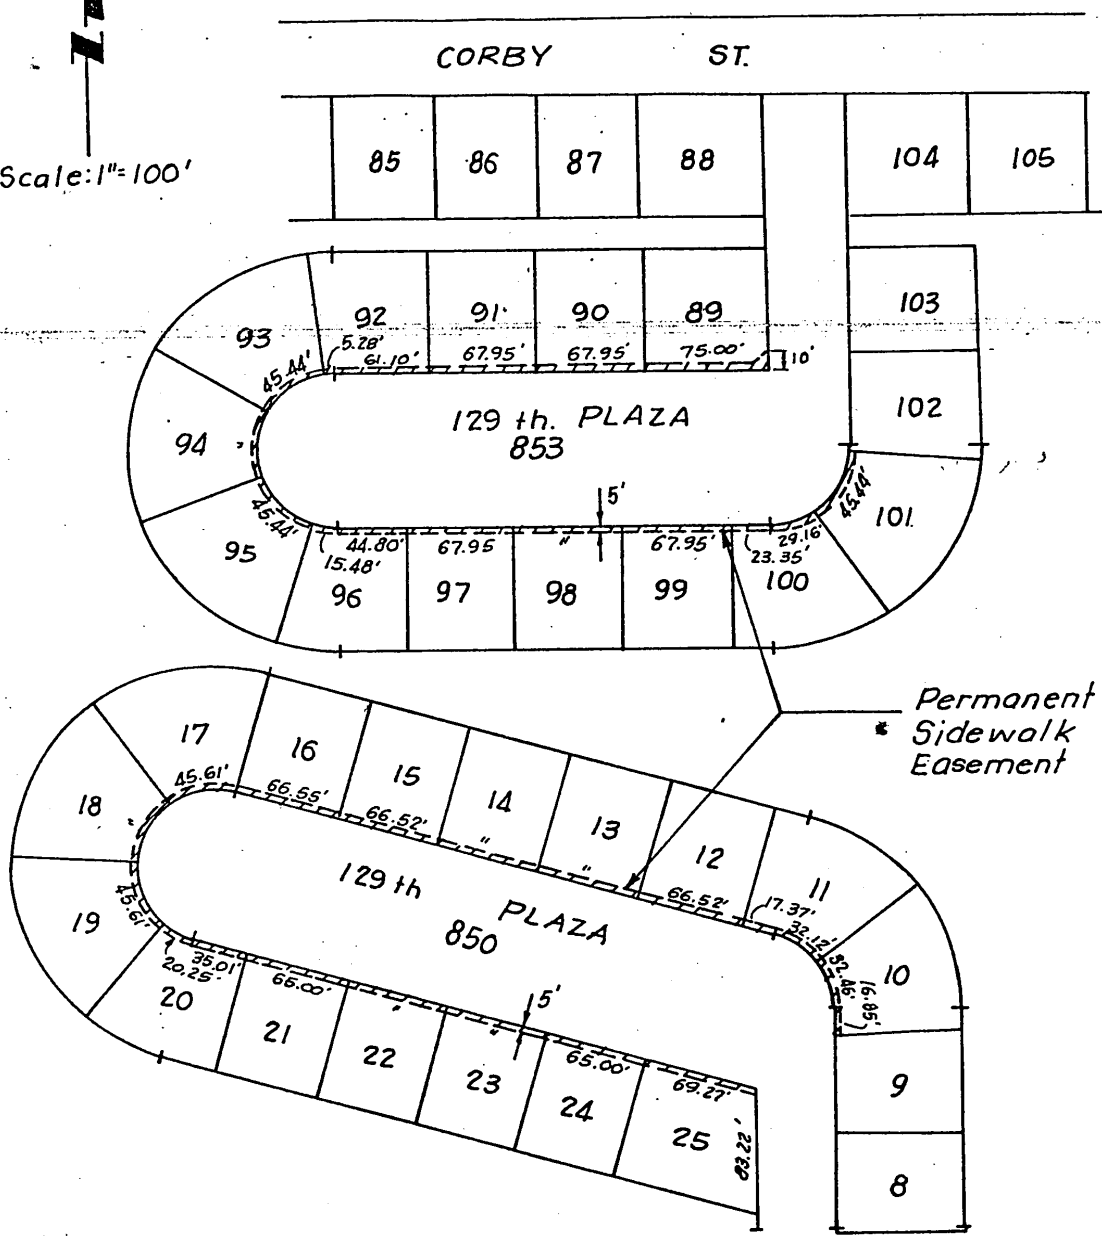 CORBY ST.
Scale: 1"=100'
85 86 87 88 104 105
93 92 91 90 89 103
5.28'
61.10' 67.95' 67.95' 75.00' 10'
45.44'
129 th. PLAZA
853
102
94 "
45.44'
5'
45.44'
95
44.80' 67.95 " 67.95' 29.16'
15.48' 23.35'
101
96 97 98 99 100
Permanent
Sidewalk
Easement
17 16 15 14 13 12 11
45.61' 66.55' 66.52' " " 66.52' 17.37'
32.12'
18 "
129 th PLAZA
850
32.46'
16.85'
10
19
45.61'
20.25' 35.01' 65.00' " " 65.00' 69.27'
5'
20 21 22 23 24 25
83.22'
9
8